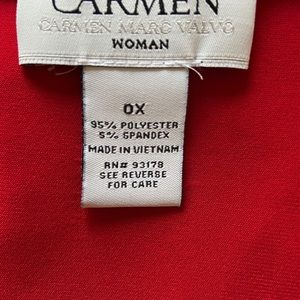 CARMEN
CARMEN MARC VALVO
WOMAN
0X
95% POLYESTER
5% SPANDEX
MADE IN VIETNAM
RN# 93178
SEE REVERSE
FOR CARE